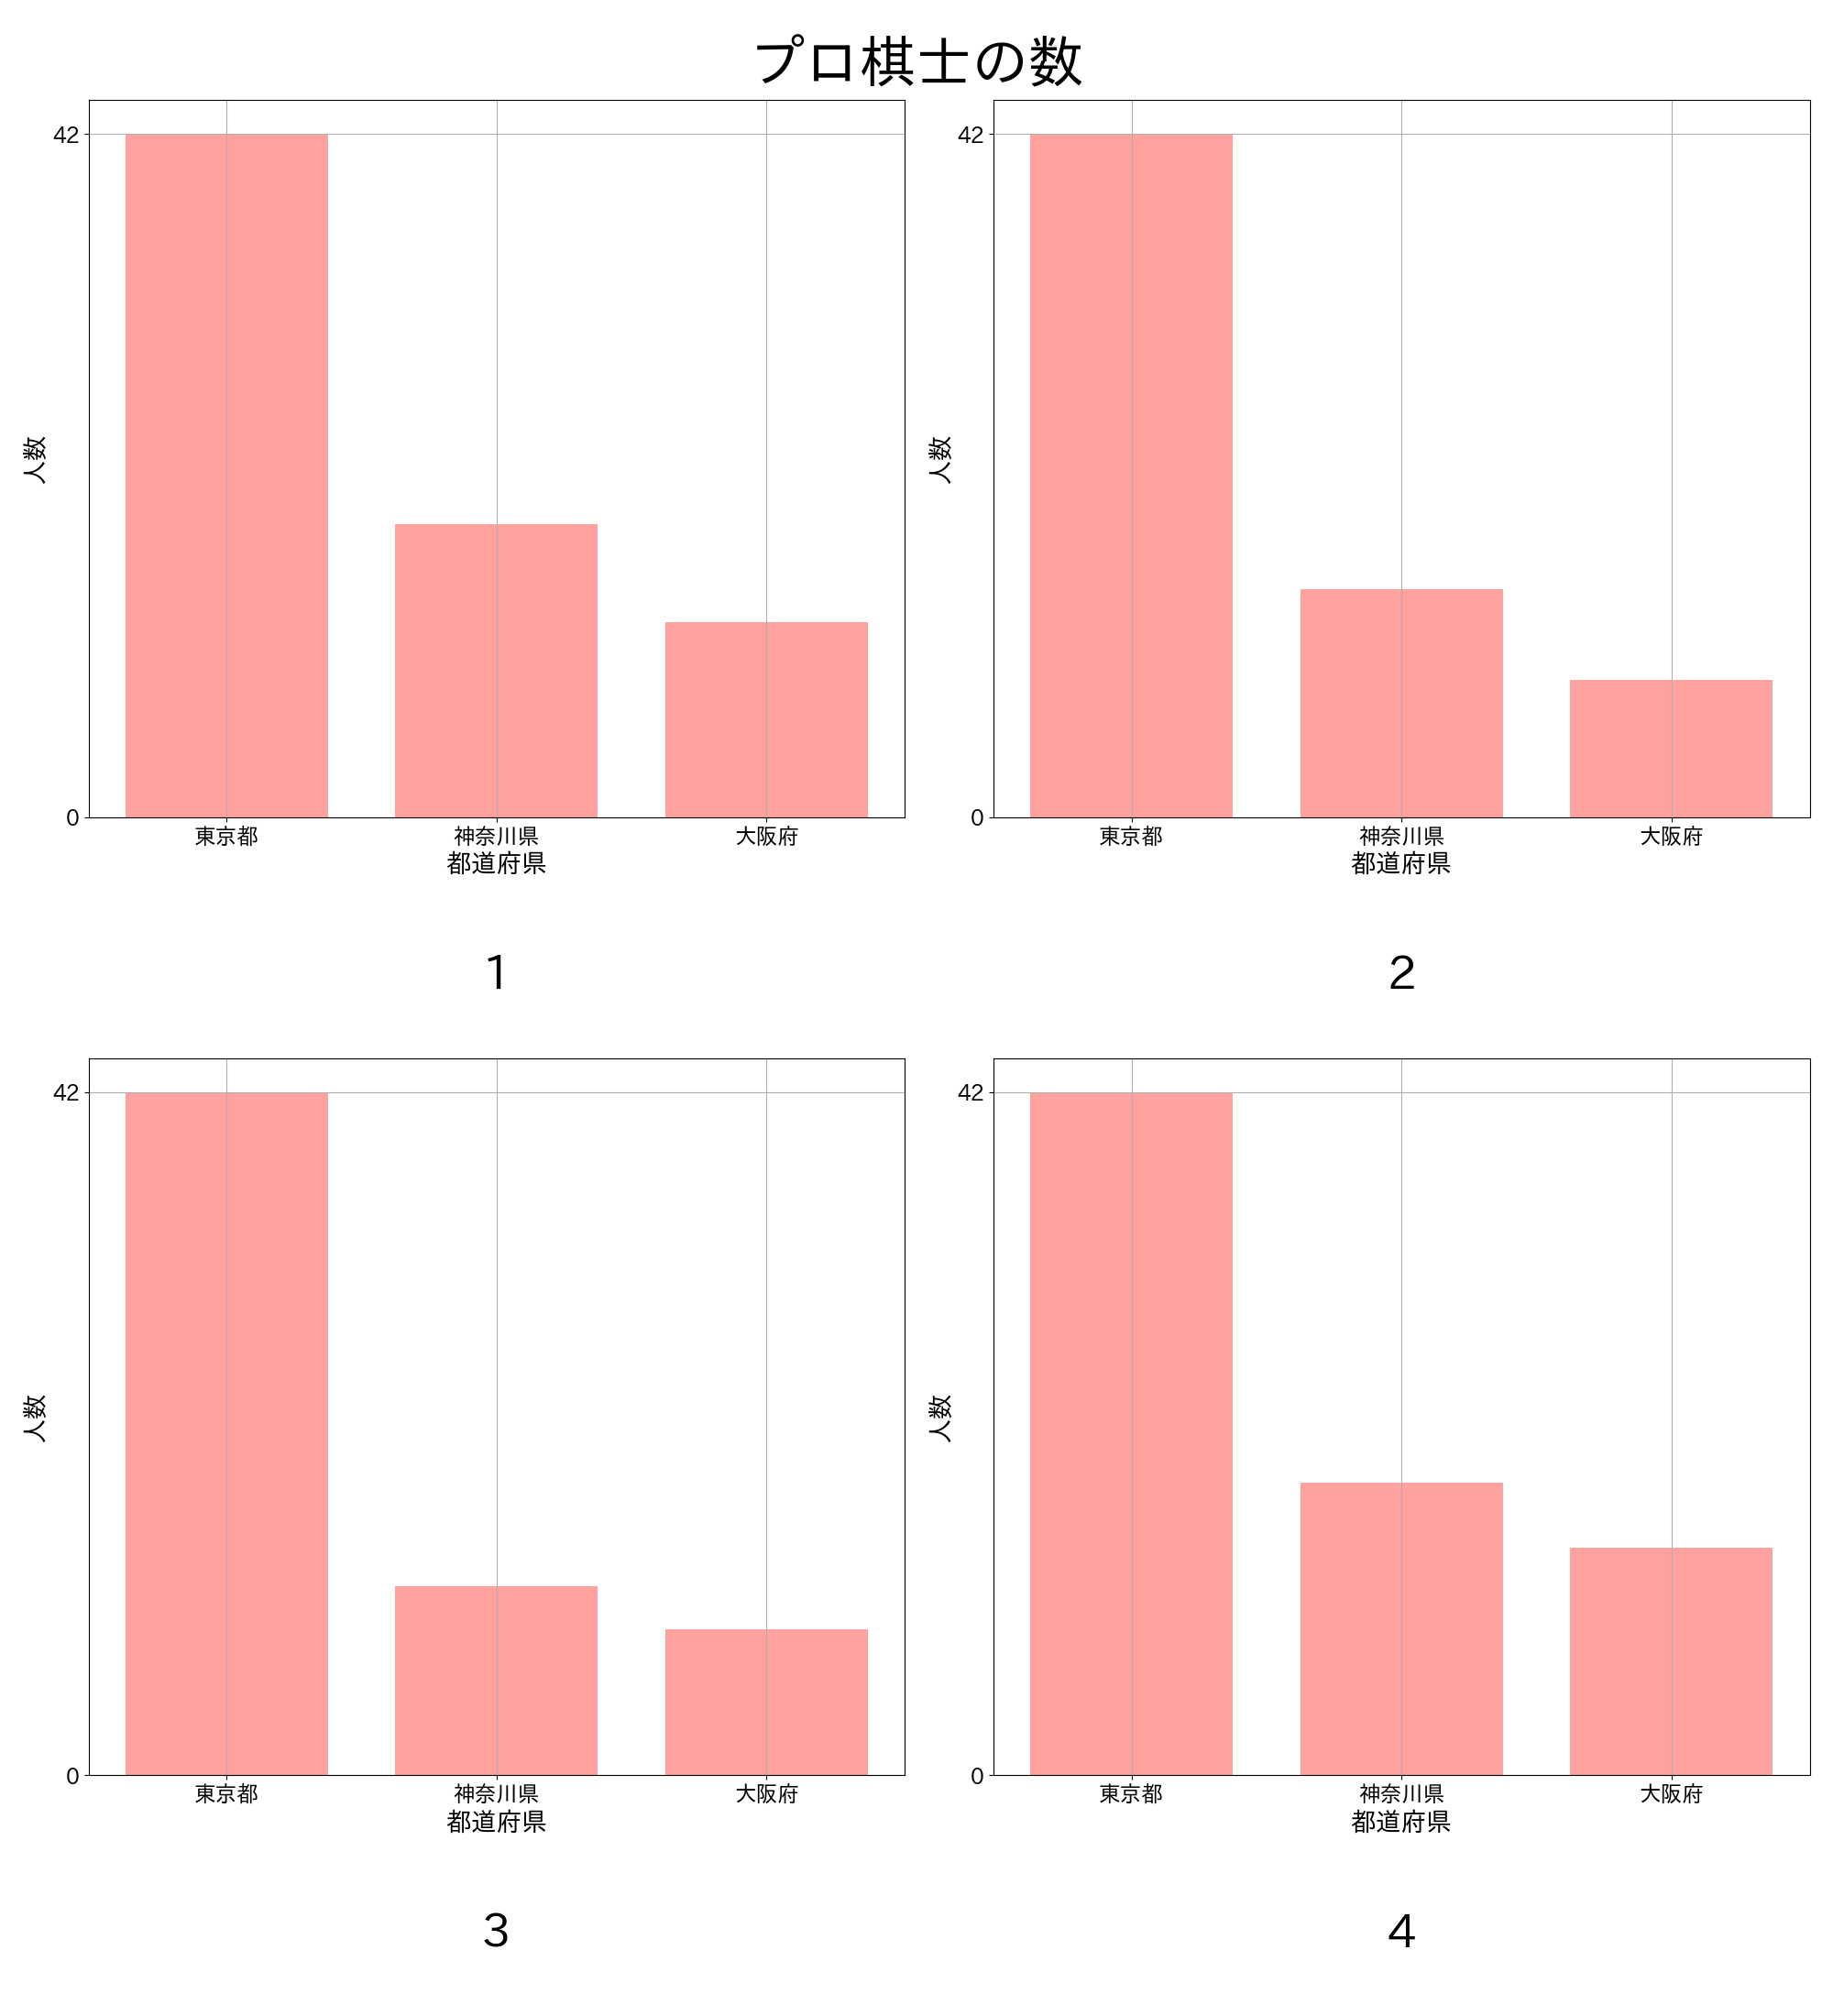 プロ棋士の数
42
人数
0
東京都 神奈川県 大阪府
都道府県
1
42
人数
0
東京都 神奈川県 大阪府
都道府県
2
42
人数
0
東京都 神奈川県 大阪府
都道府県
3
42
人数
0
東京都 神奈川県 大阪府
都道府県
4